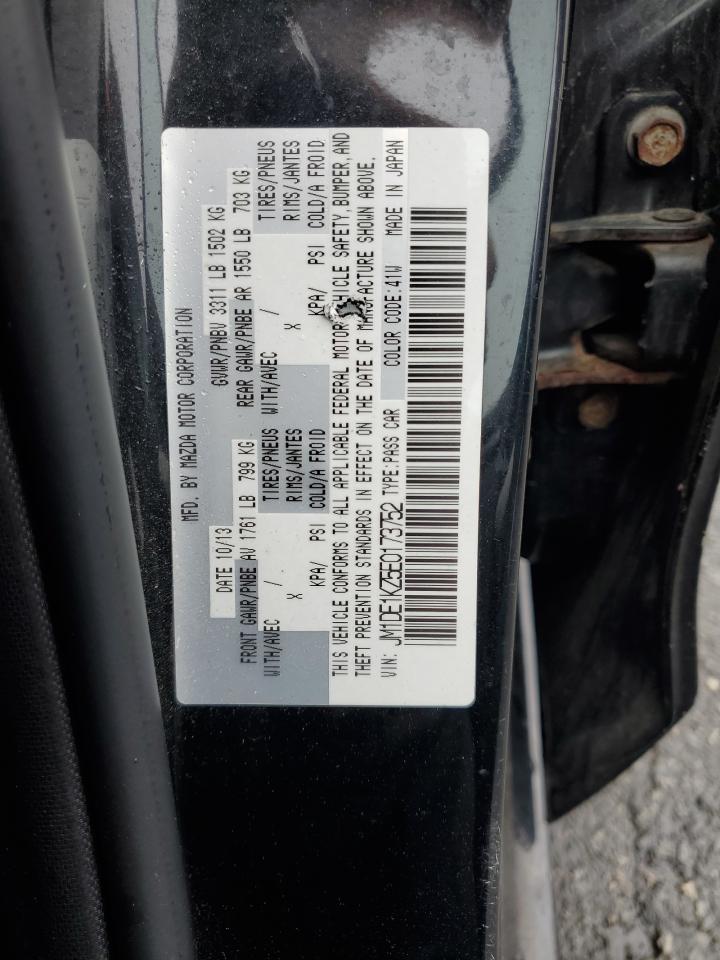 MFD. BY MAZDA MOTOR CORPORATION
DATE 10/13 GVWR/PNBV 3311 LB 1502 KG
FRONT GAWR/PNBE AV 1761 LB 799 KG REAR GAWR/PNBE AR 1550 LB 703 KG
WITH/AVEC / TIRES/PNEUS WITH/AVEC / TIRES/PNEUS
X RIMS/JANTES X RIMS/JANTES
KPA/ PSI COLD/A FROID KPA/ PSI COLD/A FROID
THIS VEHICLE CONFORMS TO ALL APPLICABLE FEDERAL MOTOR VEHICLE SAFETY, BUMPER, AND
THEFT PREVENTION STANDARDS IN EFFECT ON THE DATE OF MANUFACTURE SHOWN ABOVE.
VIN: JM1DE1KZ5E0173752 TYPE:PASS CAR COLOR CODE:41W MADE IN JAPAN